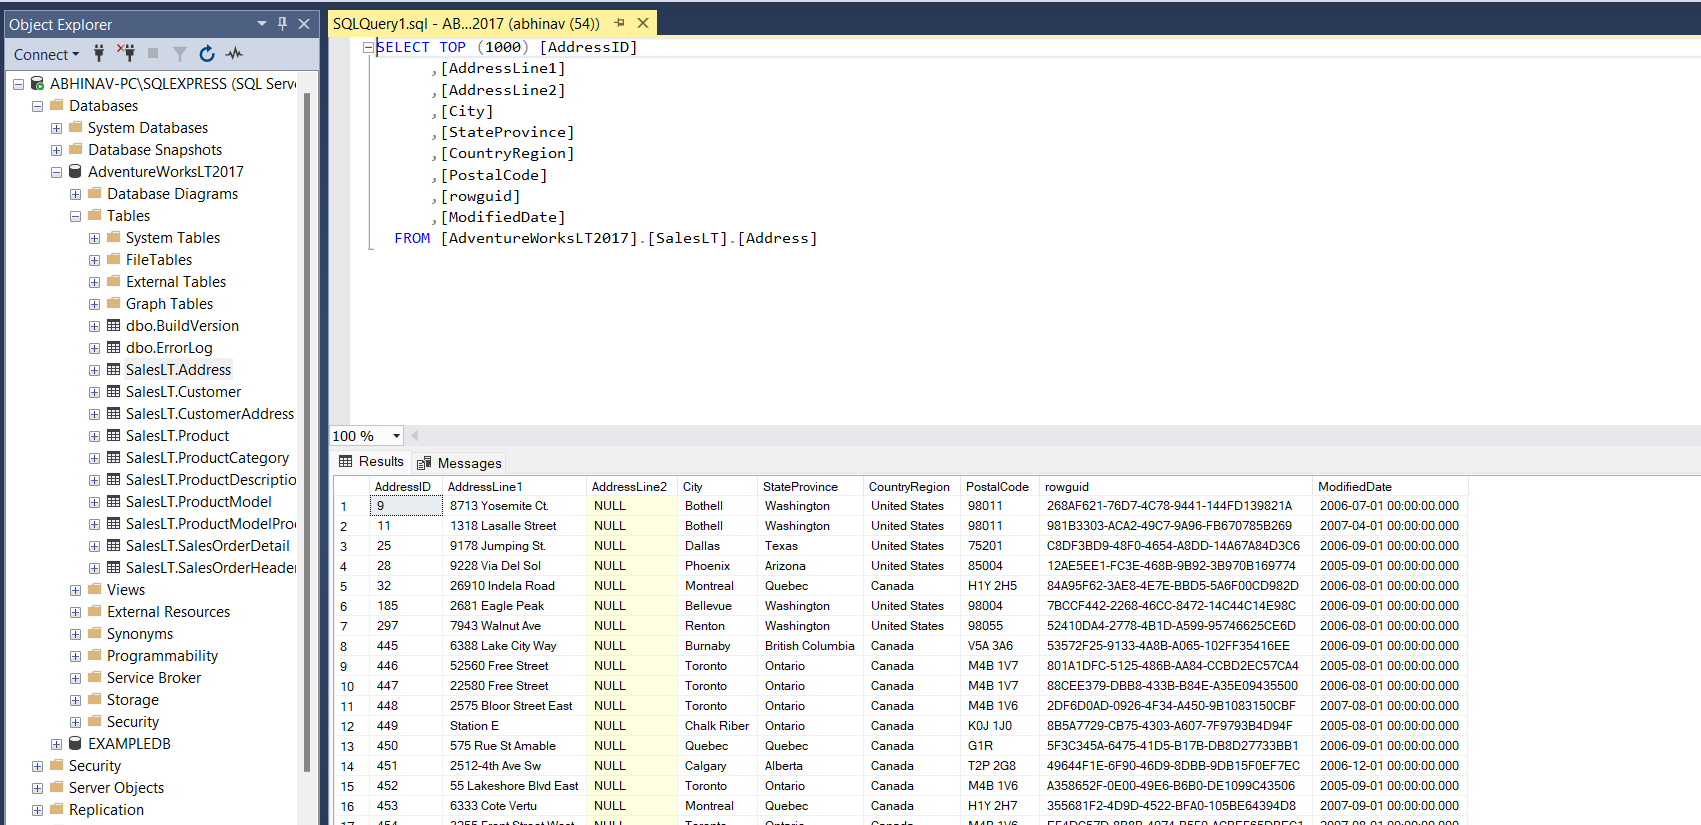 Object Explorer
Connect
ABHINAV-PC\SQLEXPRESS (SQL Serv
Databases
System Databases
Database Snapshots
AdventureWorksLT2017
Database Diagrams
Tables
System Tables
FileTables
External Tables
Graph Tables
dbo.BuildVersion
dbo.ErrorLog
SalesLT.Address
SalesLT.Customer
SalesLT.CustomerAddress
SalesLT.Product
SalesLT.ProductCategory
SalesLT.ProductDescriptio
SalesLT.ProductModel
SalesLT.ProductModelPro
SalesLT.SalesOrderDetail
SalesLT.SalesOrderHeader
Views
External Resources
Synonyms
Programmability
Service Broker
Storage
Security
EXAMPLEDB
Security
Server Objects
Replication
SQLQuery1.sql - AB...2017 (abhinav (54))
SELECT TOP (1000) [AddressID]
,[AddressLine1]
,[AddressLine2]
,[City]
,[StateProvince]
,[CountryRegion]
,[PostalCode]
,[rowguid]
,[ModifiedDate]
FROM [AdventureWorksLT2017].[SalesLT].[Address]
100 %
Results Messages
AddressID AddressLine1 AddressLine2 City StateProvince CountryRegion PostalCode rowguid ModifiedDate
1 9 8713 Yosemite Ct. NULL Bothell Washington United States 98011 268AF621-76D7-4C78-9441-144FD139821A 2006-07-01 00:00:00.000
2 11 1318 Lasalle Street NULL Bothell Washington United States 98011 981B3303-ACA2-49C7-9A96-FB670785B269 2007-04-01 00:00:00.000
3 25 9178 Jumping St. NULL Dallas Texas United States 75201 C8DF3BD9-48F0-4654-A8DD-14A67A84D3C6 2006-09-01 00:00:00.000
4 28 9228 Via Del Sol NULL Phoenix Arizona United States 85004 12AE5EE1-FC3E-468B-9B92-3B970B169774 2005-09-01 00:00:00.000
5 32 26910 Indela Road NULL Montreal Quebec Canada H1Y 2H5 84A95F62-3AE8-4E7E-BBD5-5A6F00CD982D 2006-08-01 00:00:00.000
6 185 2681 Eagle Peak NULL Bellevue Washington United States 98004 7BCCF442-2268-46CC-8472-14C44C14E98C 2006-09-01 00:00:00.000
7 297 7943 Walnut Ave NULL Renton Washington United States 98055 52410DA4-2778-4B1D-A599-95746625CE6D 2006-08-01 00:00:00.000
8 445 6388 Lake City Way NULL Burnaby British Columbia Canada V5A 3A6 53572F25-9133-4A8B-A065-102FF35416EE 2006-09-01 00:00:00.000
9 446 52560 Free Street NULL Toronto Ontario Canada M4B 1V7 801A1DFC-5125-486B-AA84-CCBD2EC57CA4 2005-08-01 00:00:00.000
10 447 22580 Free Street NULL Toronto Ontario Canada M4B 1V7 88CEE379-DBB8-433B-B84E-A35E09435500 2006-08-01 00:00:00.000
11 448 2575 Bloor Street East NULL Toronto Ontario Canada M4B 1V6 2DF6D0AD-0926-4F34-A450-9B1083150CBF 2007-08-01 00:00:00.000
12 449 Station E NULL Chalk Riber Ontario Canada K0J 1J0 8B5A7729-CB75-4303-A607-7F9793B4D94F 2005-08-01 00:00:00.000
13 450 575 Rue St Amable NULL Quebec Quebec Canada G1R 5F3C345A-6475-41D5-B17B-DB8D27733BB1 2006-09-01 00:00:00.000
14 451 2512-4th Ave Sw NULL Calgary Alberta Canada T2P 2G8 49644F1E-6F90-46D9-8DBB-9DB15F0EF7EC 2006-12-01 00:00:00.000
15 452 55 Lakeshore Blvd East NULL Toronto Ontario Canada M4B 1V6 A358652F-0E00-49E6-B6B0-DE1099C43506 2005-09-01 00:00:00.000
16 453 6333 Cote Vertu NULL Montreal Quebec Canada H1Y 2H7 355681F2-4D9D-4522-BFA0-105BE64394D8 2007-09-01 00:00:00.000